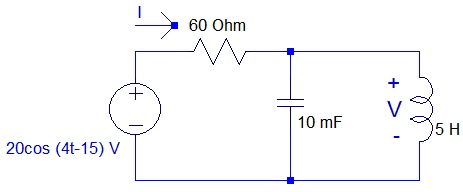 I
60 Ohm
+
-
20cos (4t-15) V
10 mF
+
V
-
5 H